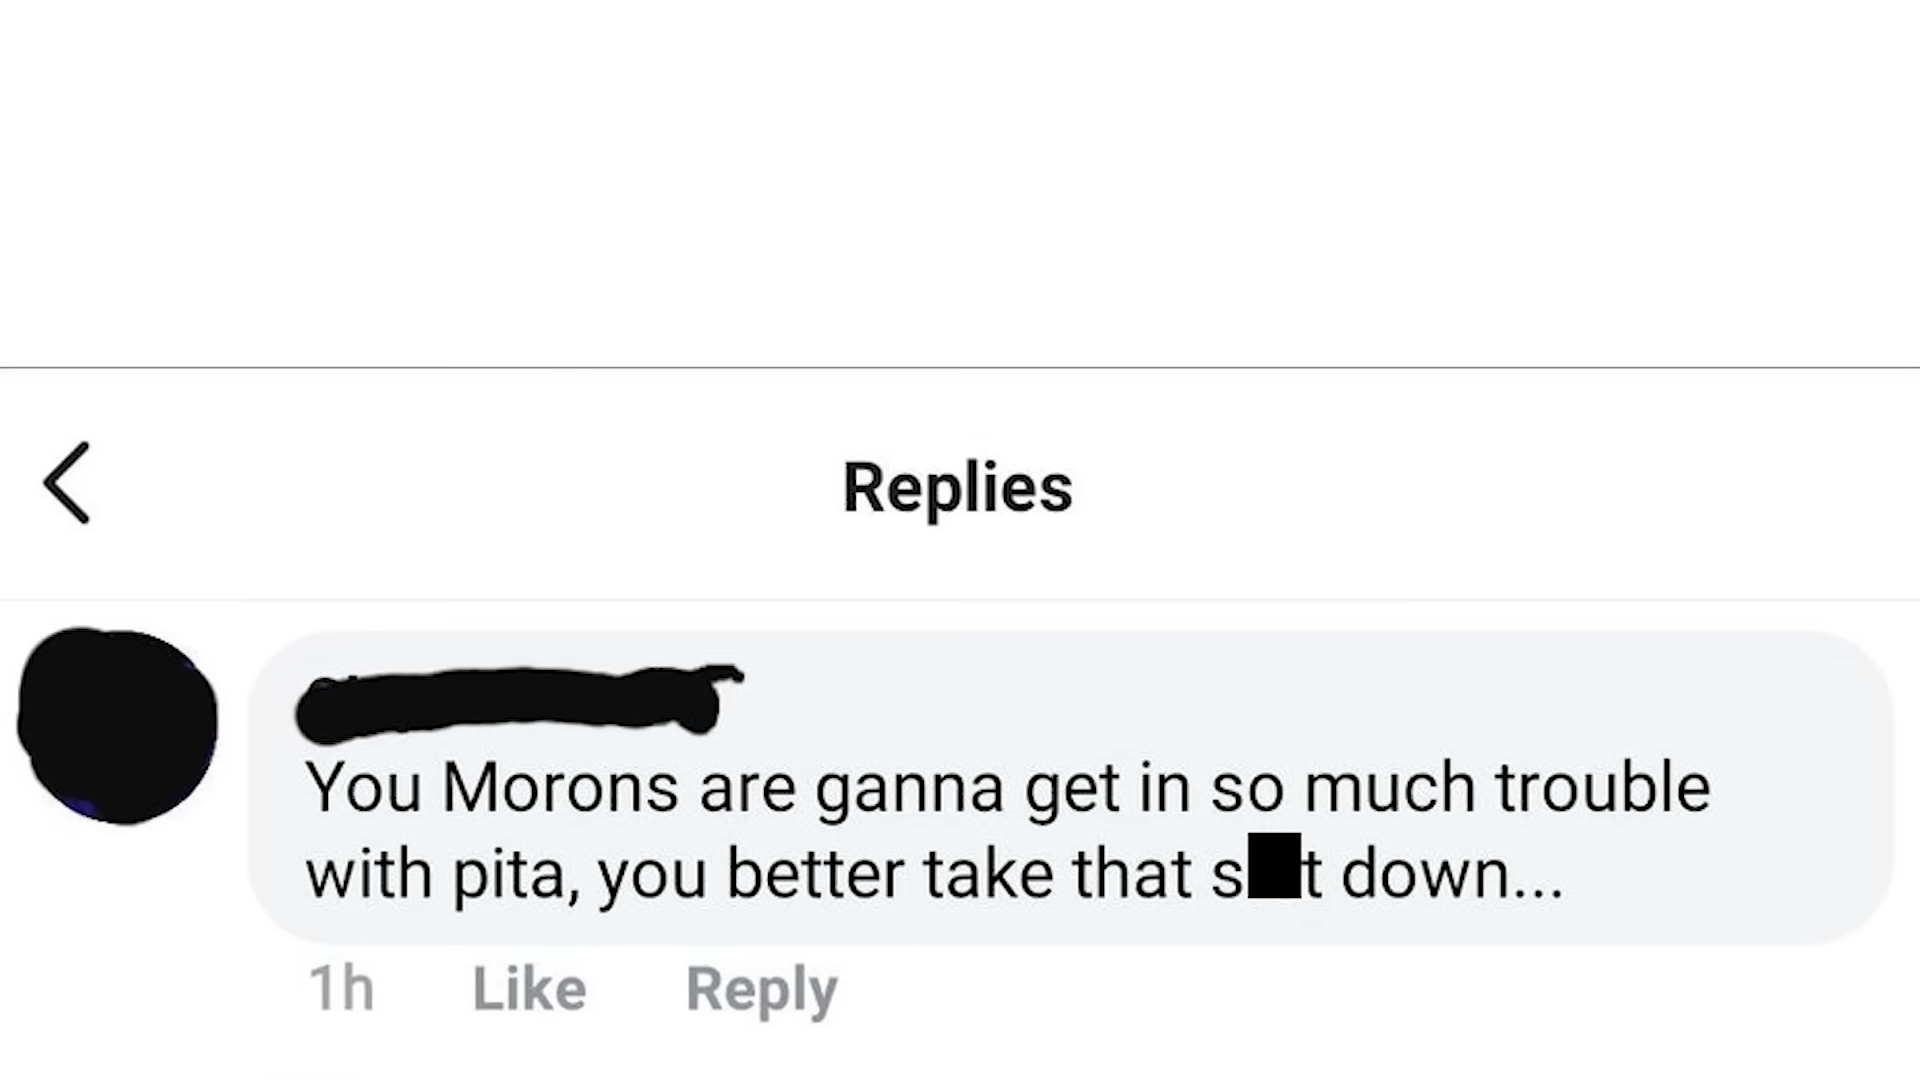 Replies
You Morons are ganna get in so much trouble
with pita, you better take that s▇t down...
1h Like Reply